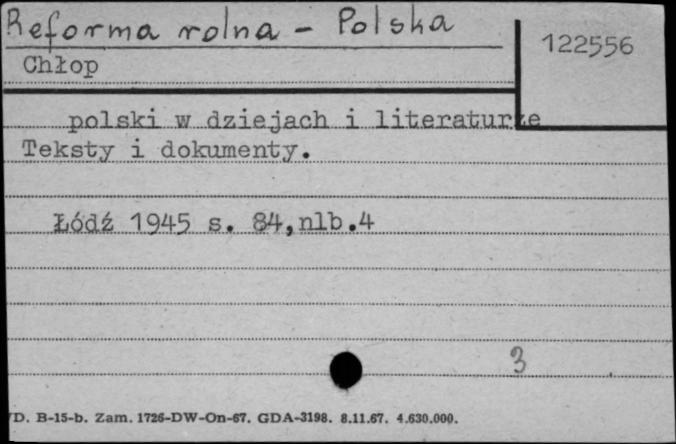 Reforma rolna – Polska
122556
Chłop
polski w dziejach i literaturze
Teksty i dokumenty.
Łódź 1945 s. 84,nlb.4
3
D. B-15-b. Zam. 1726-DW-On-67. GDA-3198. 8.11.67. 4.630.000.